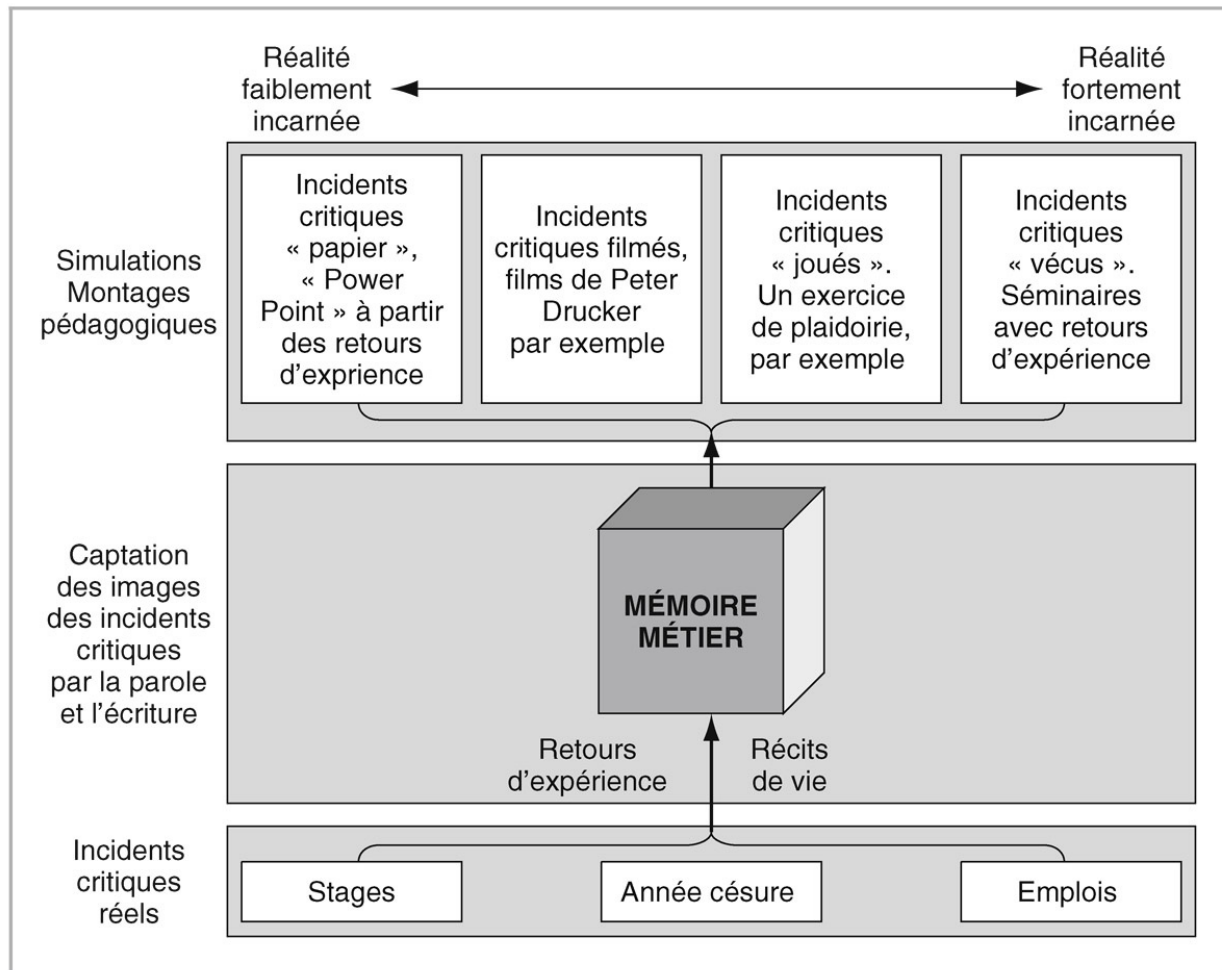 Réalité
faiblement
incarnée
Réalité
fortement
incarnée
Simulations
Montages
pédagogiques
Incidents
critiques
« papier »,
« Power
Point » à partir
des retours
d'exprience
Incidents
critiques filmés,
films de Peter
Drucker
par exemple
Incidents
critiques
« joués ».
Un exercice
de plaidoirie,
par exemple
Incidents
critiques
« vécus ».
Séminaires
avec retours
d'expérience
Captation
des images
des incidents
critiques
par la parole
et l'écriture
MÉMOIRE
MÉTIER
Retours
d'expérience
Récits
de vie
Incidents
critiques
réels
Stages
Année césure
Emplois